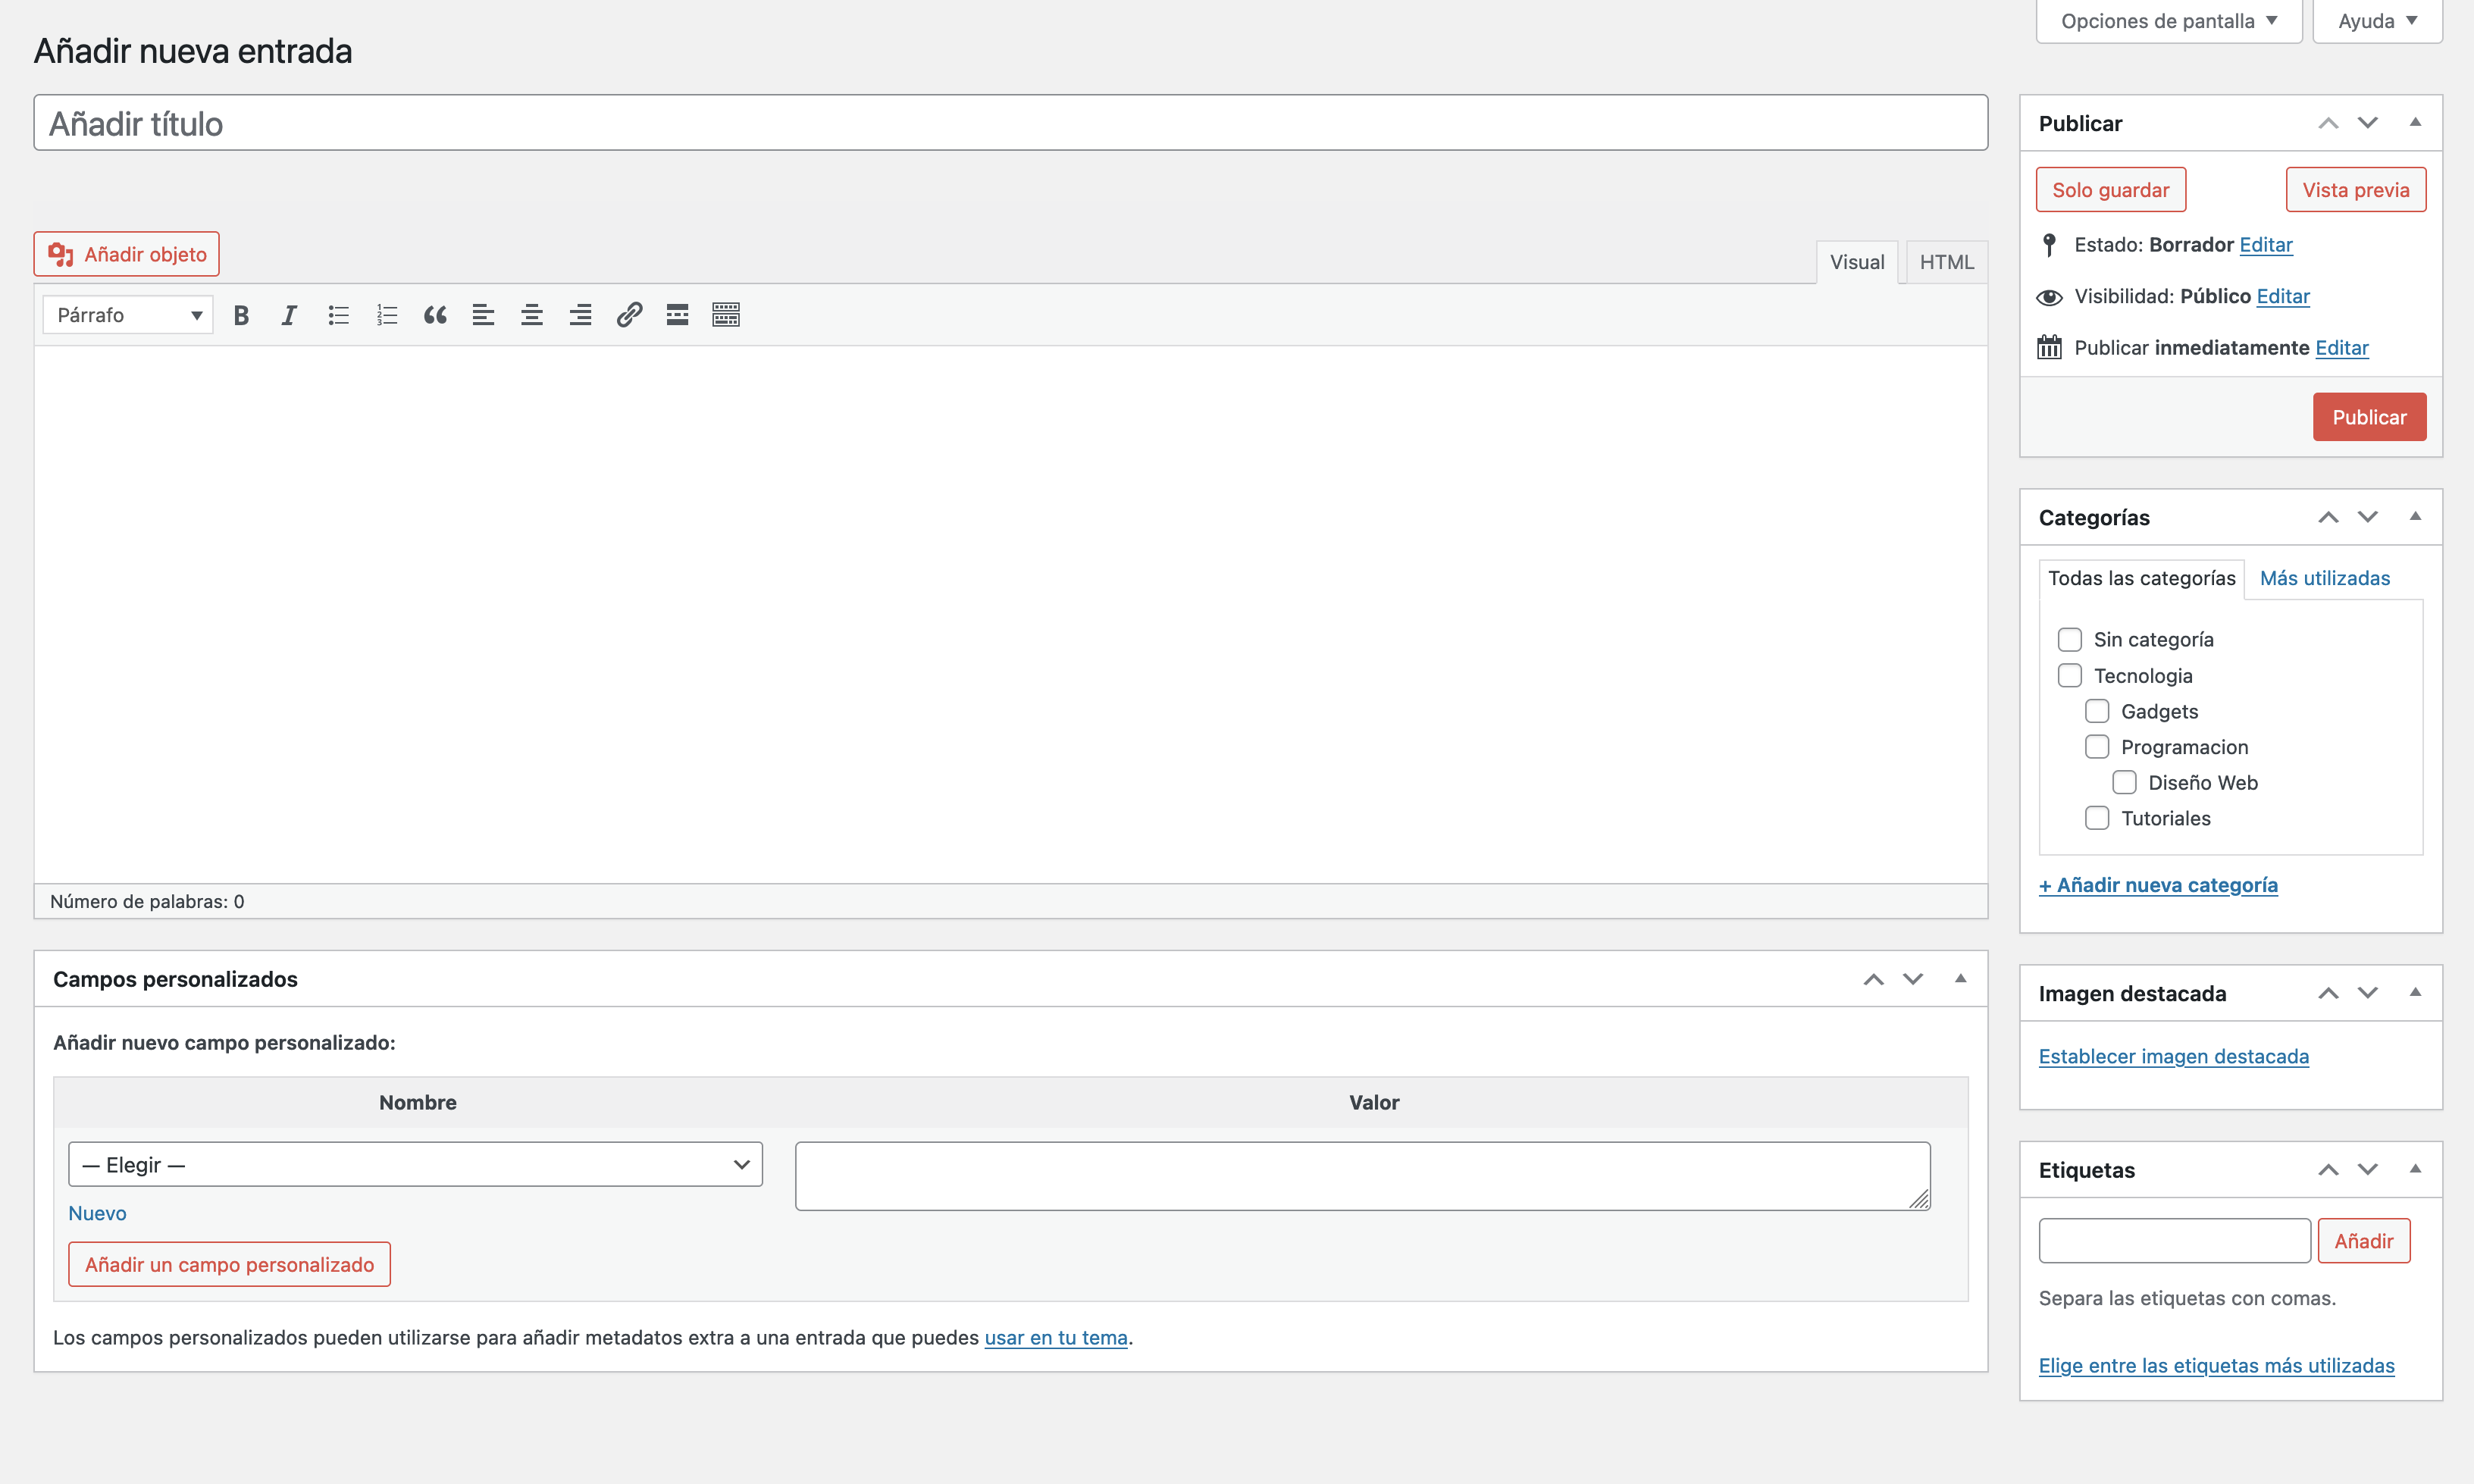 Opciones de pantalla
Ayuda
Añadir nueva entrada
Añadir título
Añadir objeto
Visual
HTML
Párrafo
Número de palabras: 0
Campos personalizados
Añadir nuevo campo personalizado:
Nombre
Valor
— Elegir —
Nuevo
Añadir un campo personalizado
Los campos personalizados pueden utilizarse para añadir metadatos extra a una entrada que puedes usar en tu tema.
Publicar
Solo guardar
Vista previa
Estado: Borrador Editar
Visibilidad: Público Editar
Publicar inmediatamente Editar
Publicar
Categorías
Todas las categorías
Más utilizadas
Sin categoría
Tecnologia
Gadgets
Programacion
Diseño Web
Tutoriales
+ Añadir nueva categoría
Imagen destacada
Establecer imagen destacada
Etiquetas
Añadir
Separa las etiquetas con comas.
Elige entre las etiquetas más utilizadas